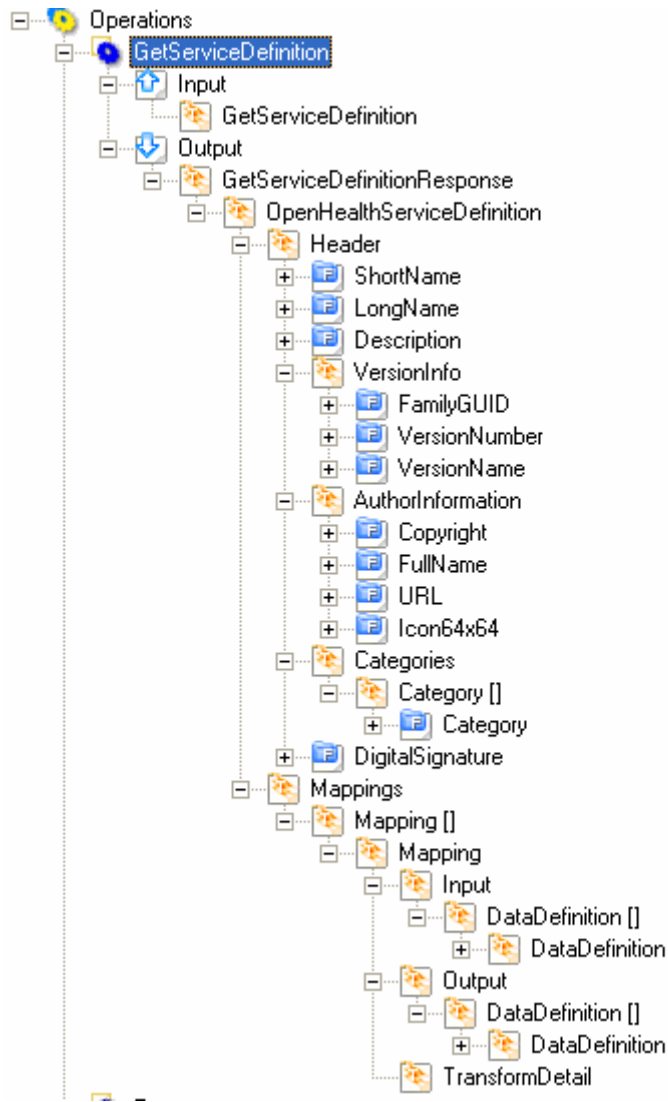 Operations
GetServiceDefinition
Input
GetServiceDefinition
Output
GetServiceDefinitionResponse
OpenHealthServiceDefinition
Header
ShortName
LongName
Description
VersionInfo
FamilyGUID
VersionNumber
VersionName
AuthorInformation
Copyright
FullName
URL
Icon64x64
Categories
Category []
Category
DigitalSignature
Mappings
Mapping []
Mapping
Input
DataDefinition []
DataDefinition
Output
DataDefinition []
DataDefinition
TransformDetail